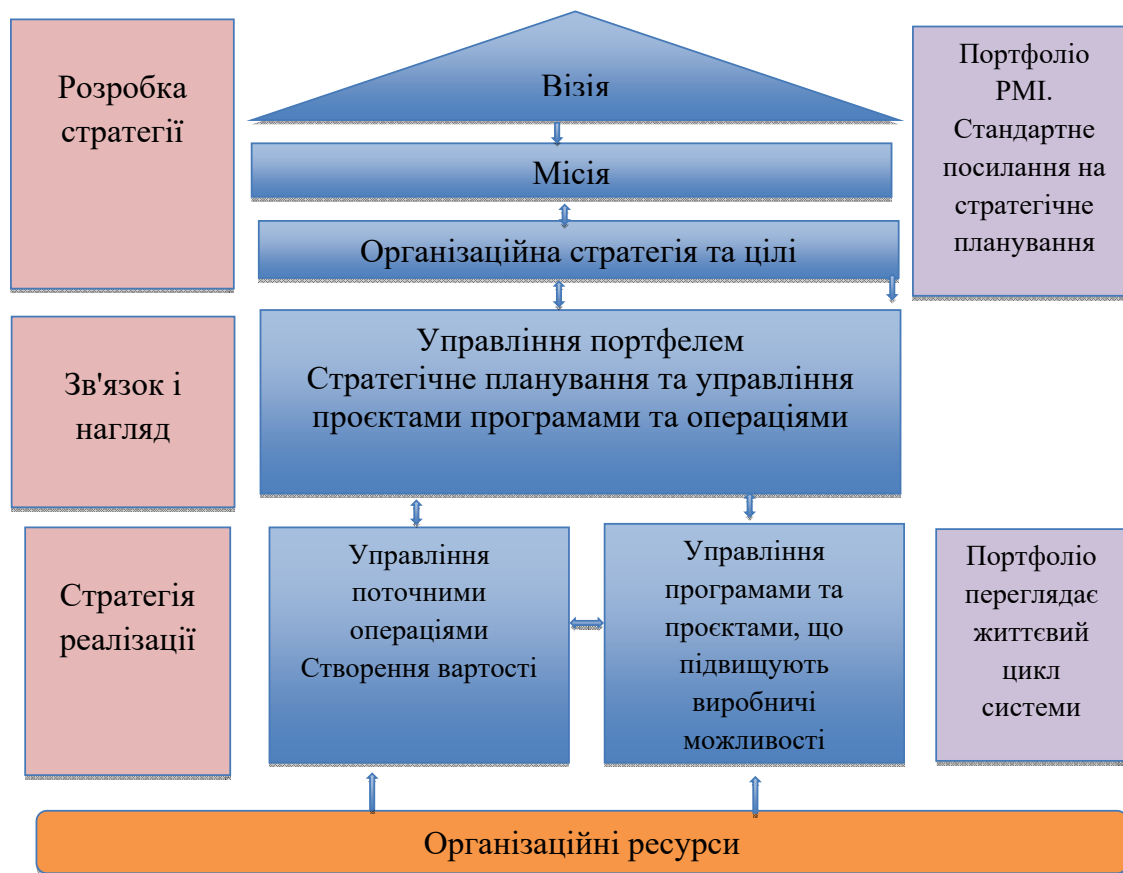 Розробка
стратегії
Візія
Місія
Організаційна стратегія та цілі
Портфоліо
PMI.
Стандартне
посилання на
стратегічне
планування
Зв'язок і
нагляд
Управління портфелем
Стратегічне планування та управління
проєктами програмами та операціями
Стратегія
реалізації
Управління
поточними
операціями
Створення вартості
Управління
програмами та
проєктами, що
підвищують
виробничі
можливості
Портфоліо
переглядає
життєвий
цикл
системи
Організаційні ресурси